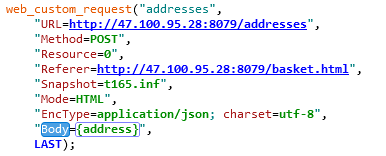 web_custom_request("addresses",
"URL=http://47.100.95.28:8079/addresses",
"Method=POST",
"Resource=0",
"Referer=http://47.100.95.28:8079/basket.html",
"Snapshot=t165.inf",
"Mode=HTML",
"EncType=application/json; charset=utf-8",
"Body={address}",
LAST);